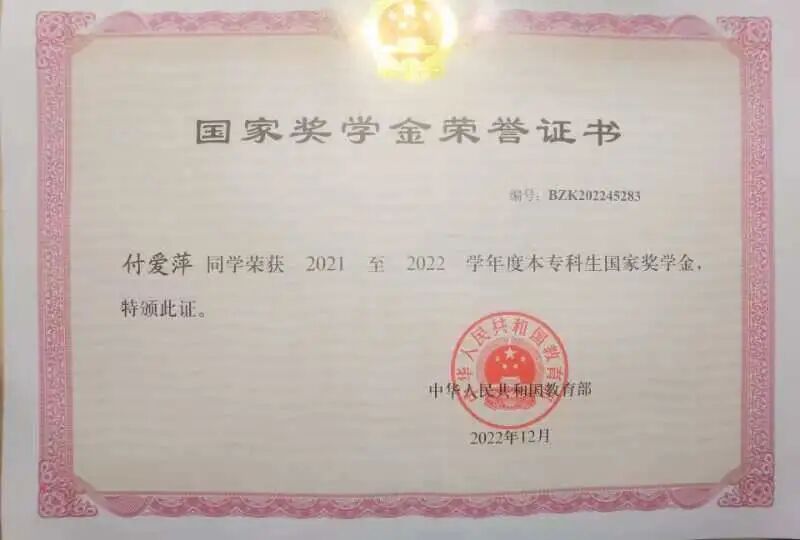 国家奖学金荣誉证书
编号：BZK202245283
付爱萍 同学荣获 2021 至 2022 学年度本专科生国家奖学金，
特颁此证。
中华人民共和国教育部
中华人民共和国教育部
2022年12月